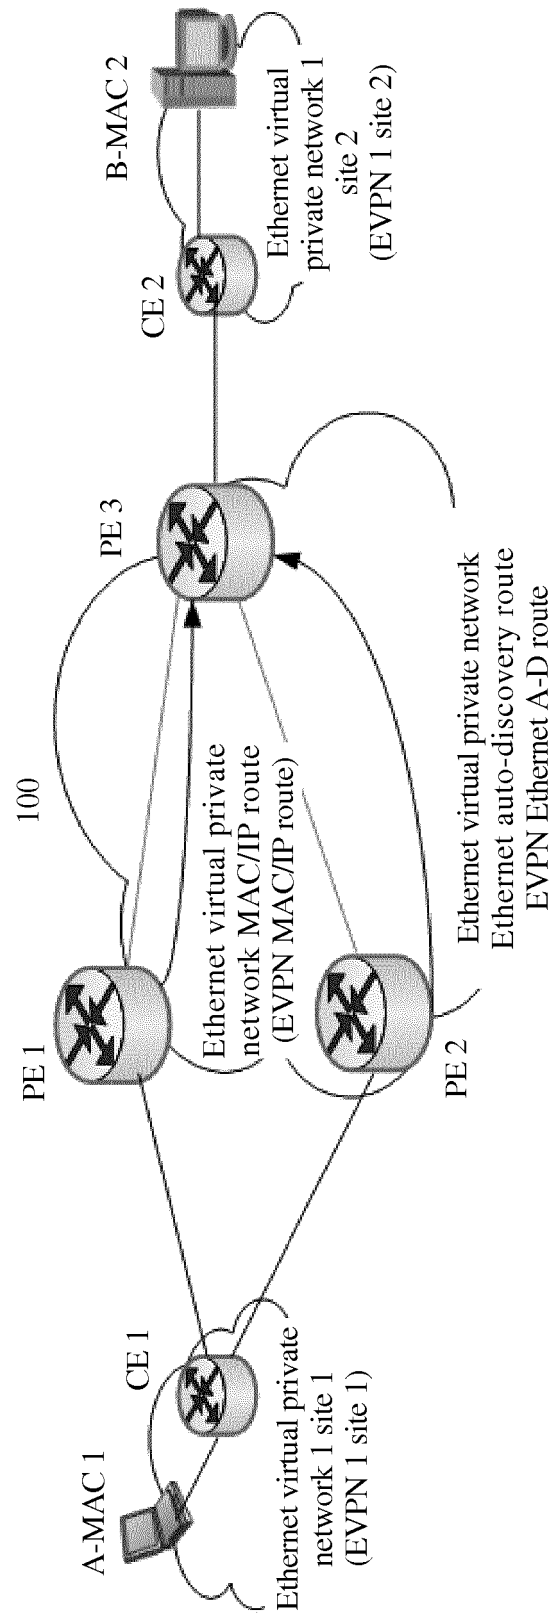 A-MAC 1
CE 1
Ethernet virtual private
network 1 site 1
(EVPN 1 site 1)
PE 1
100
Ethernet virtual private
network MAC/IP route
(EVPN MAC/IP route)
PE 2
PE 3
Ethernet virtual private network
Ethernet auto-discovery route
EVPN Ethernet A-D route
CE 2
B-MAC 2
Ethernet virtual
private network 1
site 2
(EVPN 1 site 2)